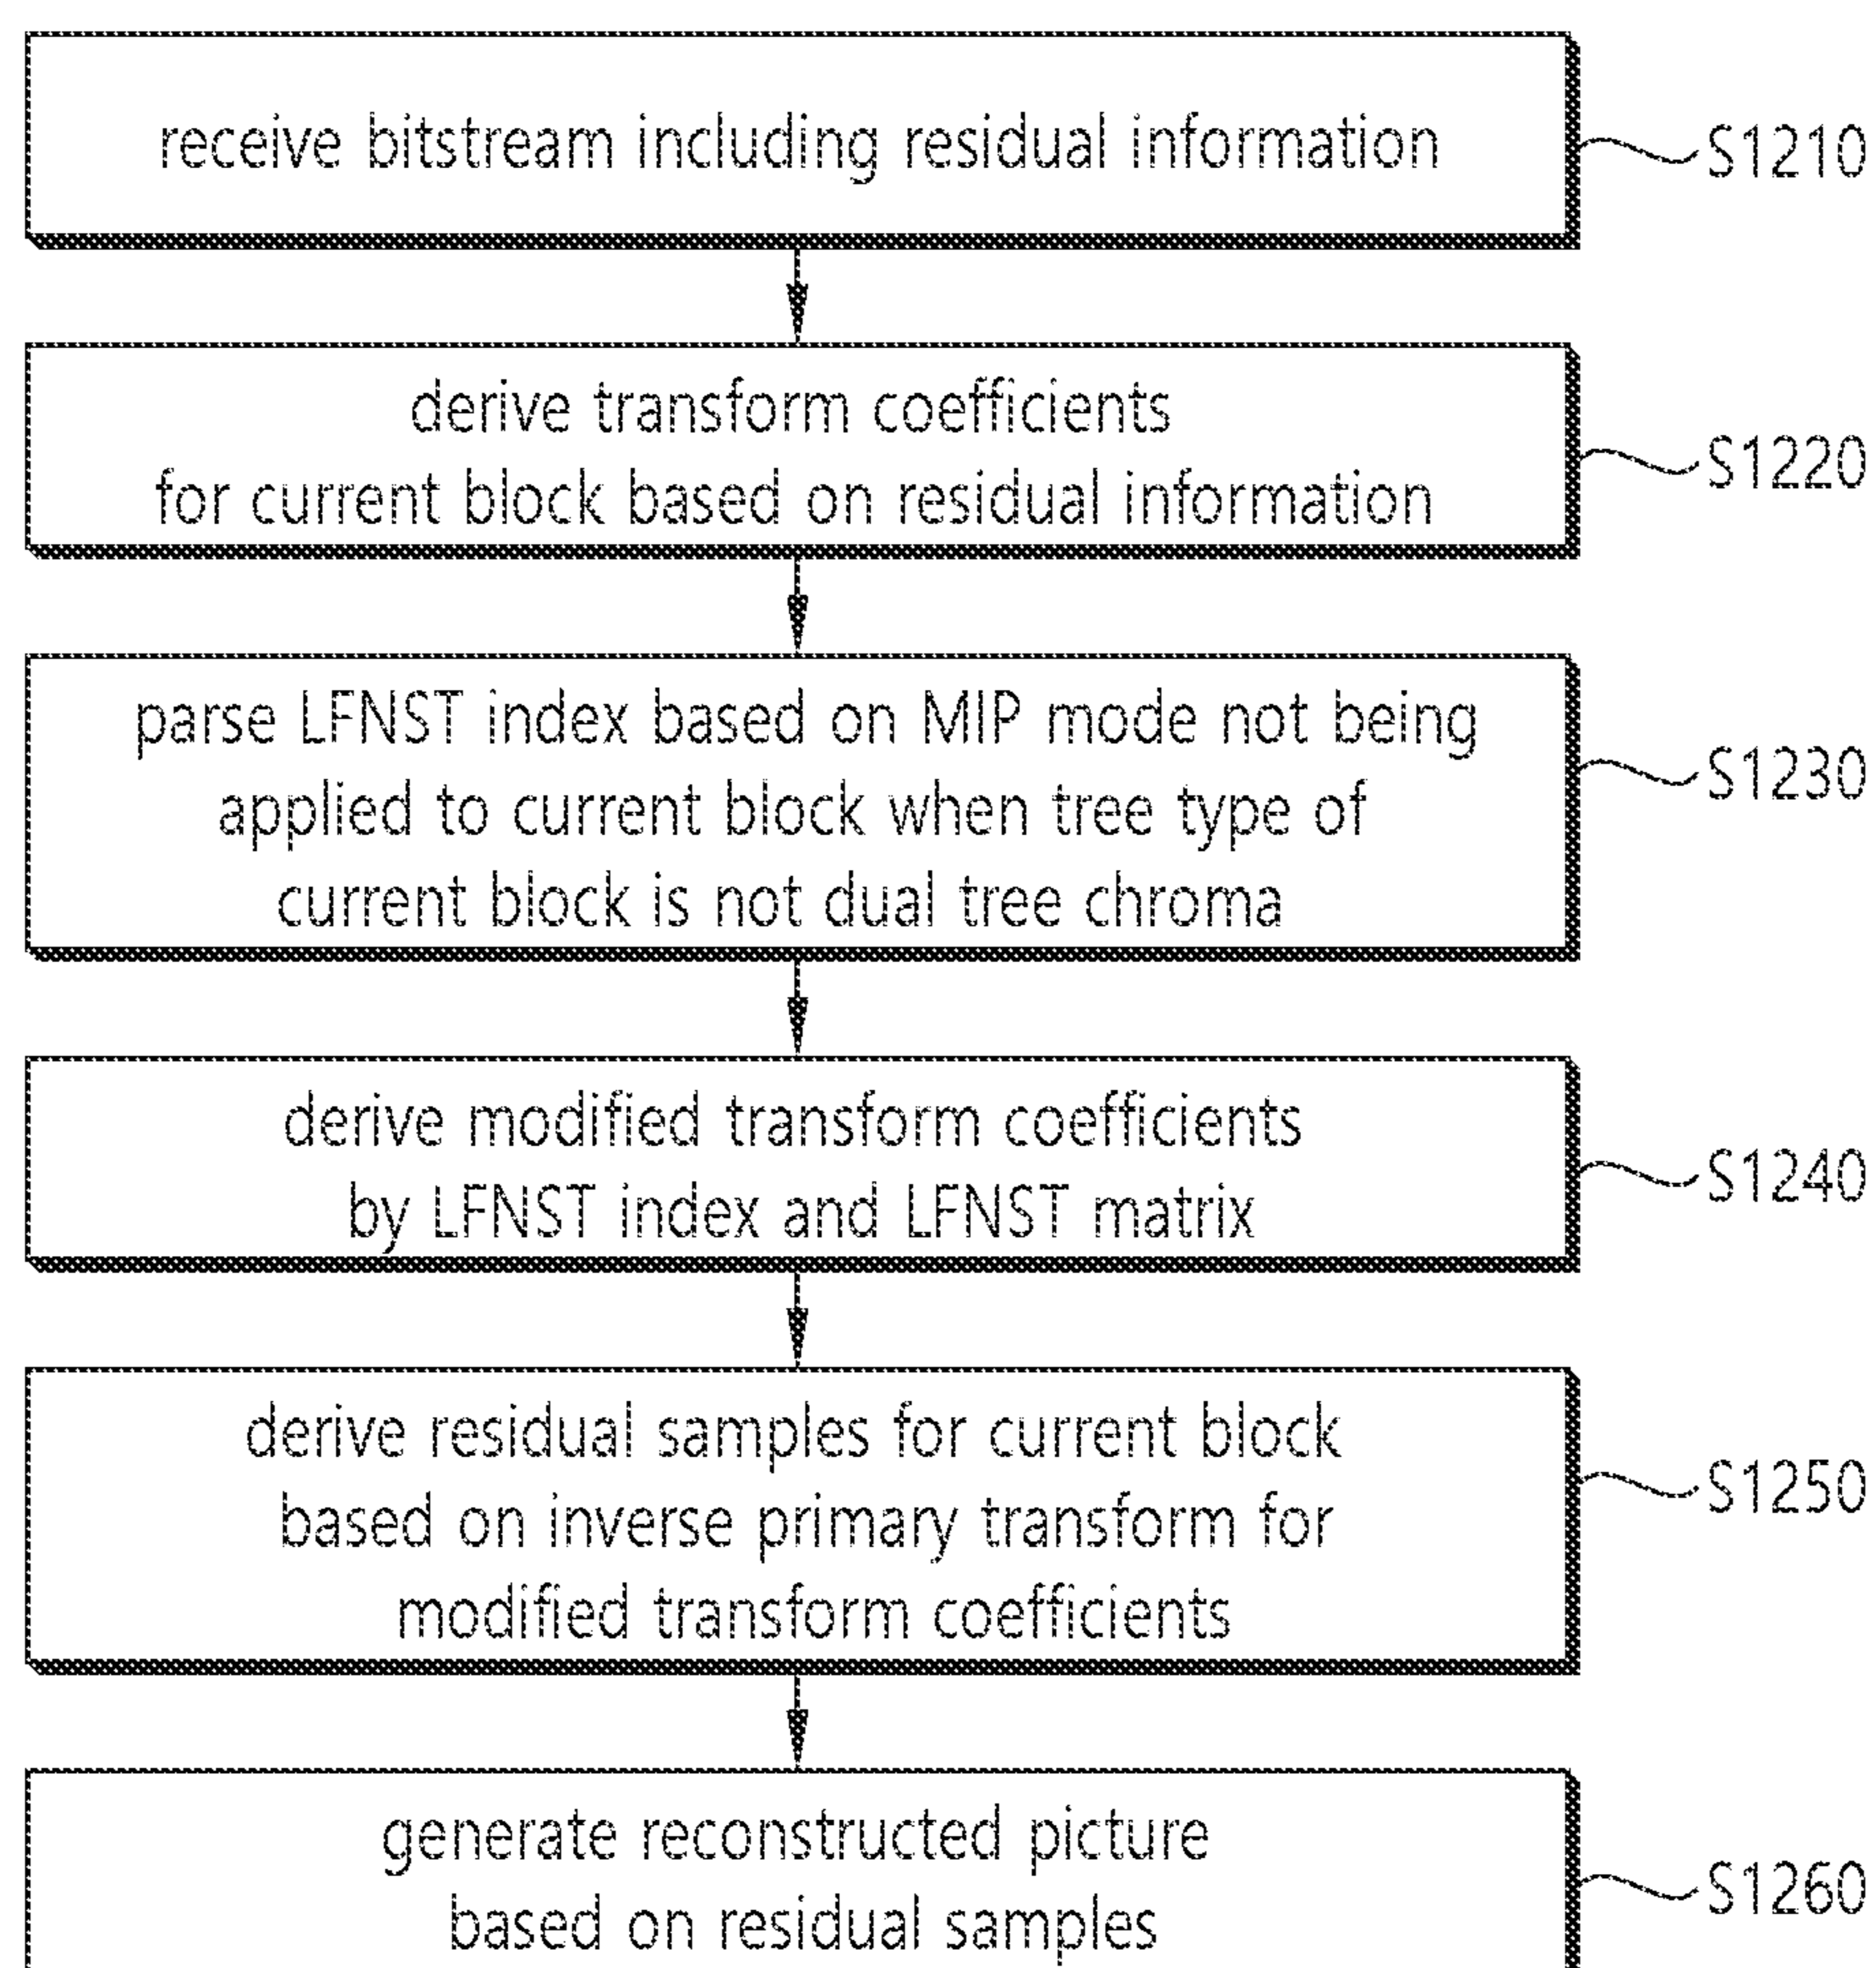 receive bitstream including residual information
S1210
derive transform coefficients
for current block based on residual information
S1220
parse LFNST index based on MIP mode not being
applied to current block when tree type of
current block is not dual tree chroma
S1230
derive modified transform coefficients
by LFNST index and LFNST matrix
S1240
derive residual samples for current block
based on inverse primary transform for
modified transform coefficients
S1250
generate reconstructed picture
based on residual samples
S1260